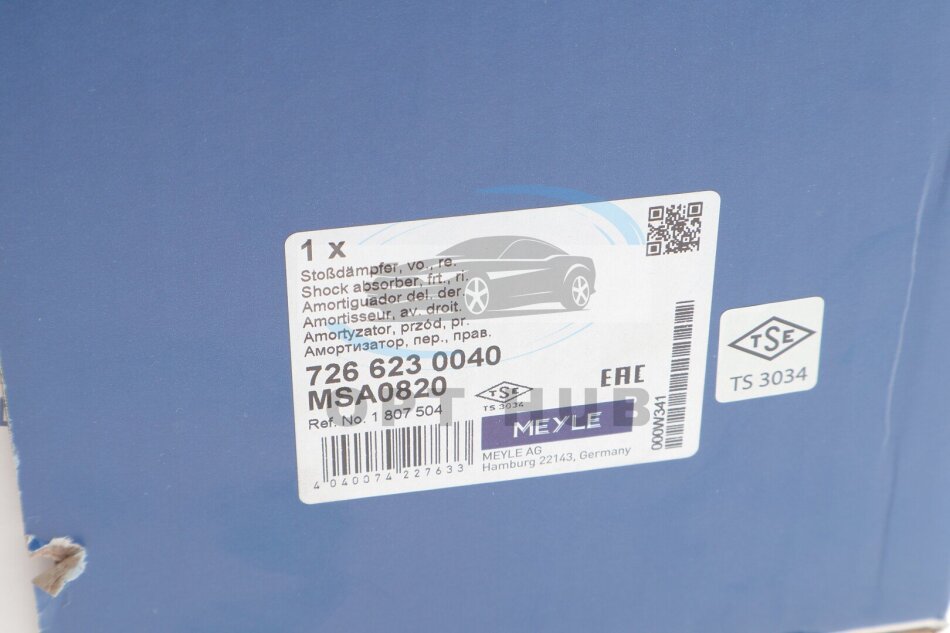 1 x
Stoßdämpfer, vo., re.
Shock absorber, frt., ri.
Amortiguador del. der.
Amortisseur, av. droit.
Amortyzator, przód, pr.
Амортизатор, пер., прав.
726 623 0040
MSA0820
Ref. No. 1 807 504
TSE
TS 3034
EAC
MEYLE
MEYLE AG
Hamburg 22143, Germany
4 040074 227633
000W341
OPT HUB
TSE
TS 3034